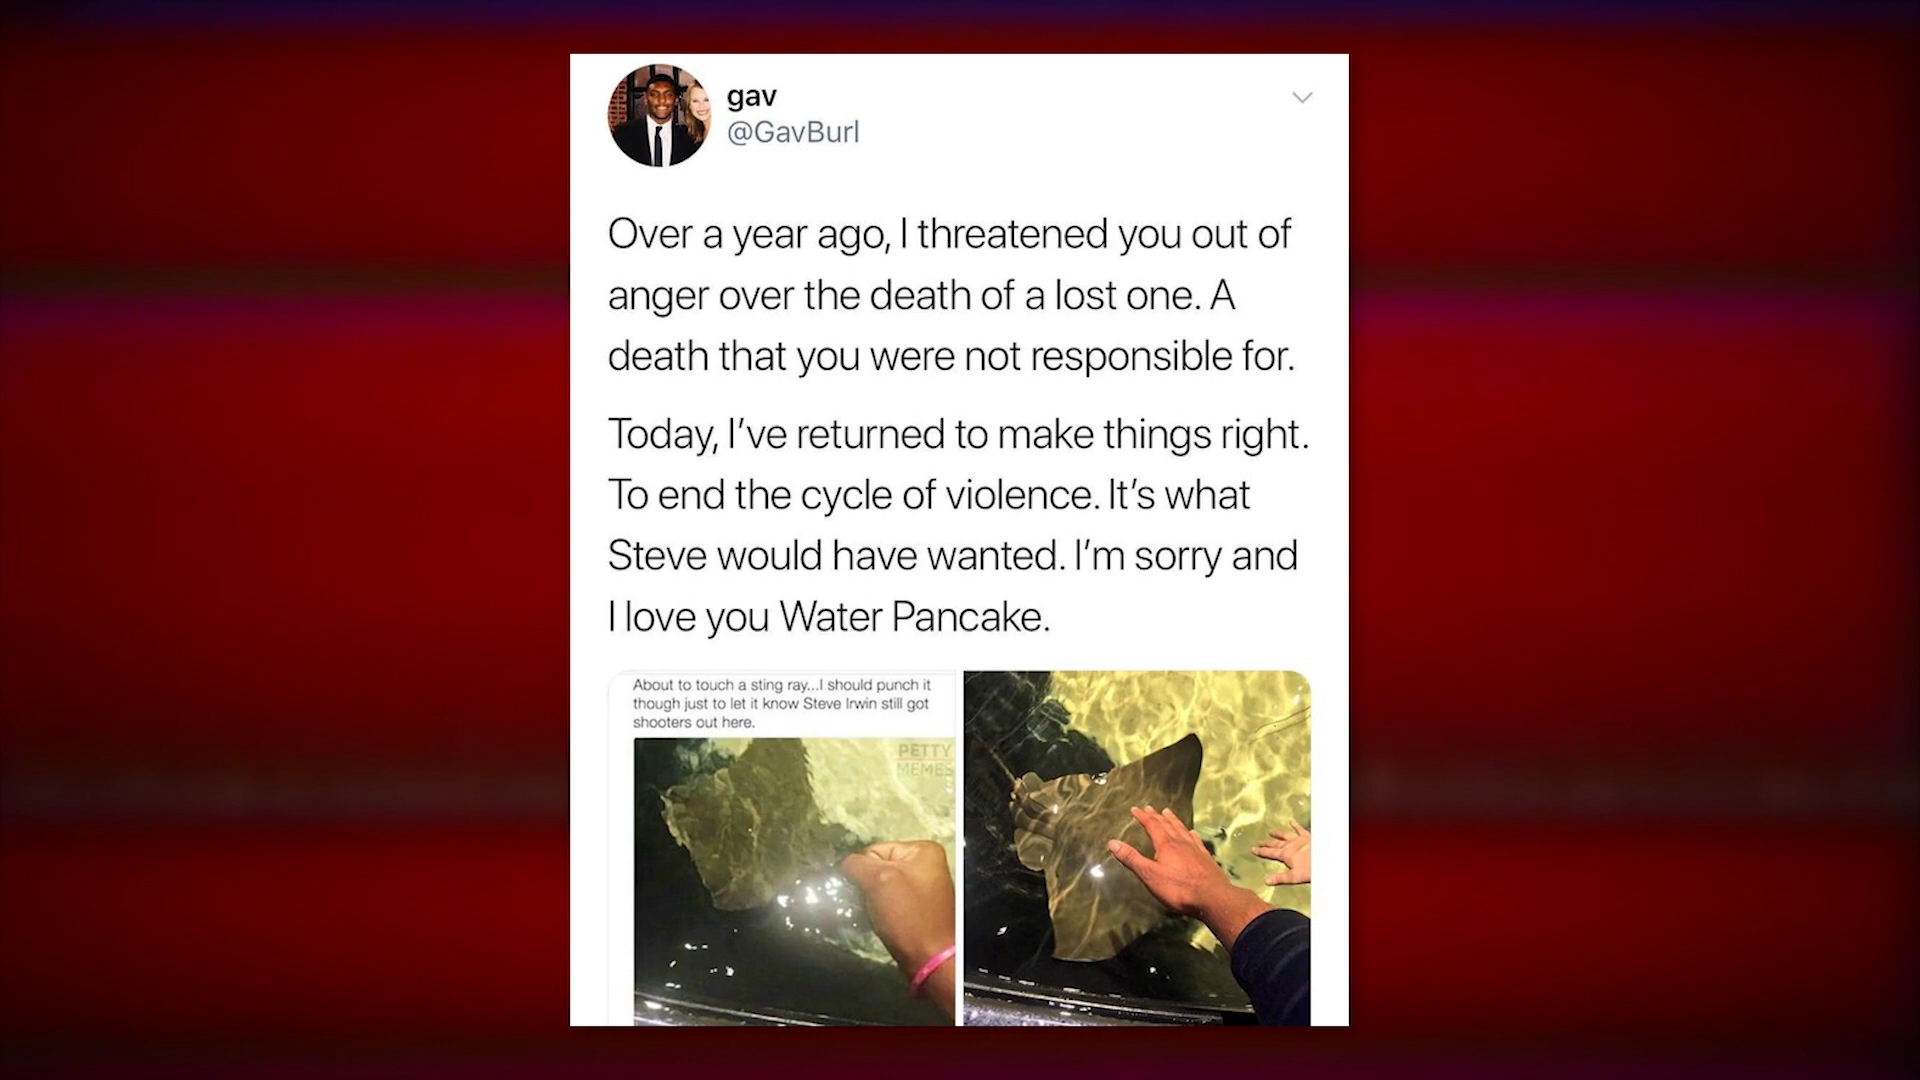 gav
@GavBurl
Over a year ago, I threatened you out of
anger over the death of a lost one. A
death that you were not responsible for.
Today, I've returned to make things right.
To end the cycle of violence. It's what
Steve would have wanted. I'm sorry and
I love you Water Pancake.
About to touch a sting ray...I should punch it
though just to let it know Steve Irwin still got
shooters out here.
PETTY
MEMES